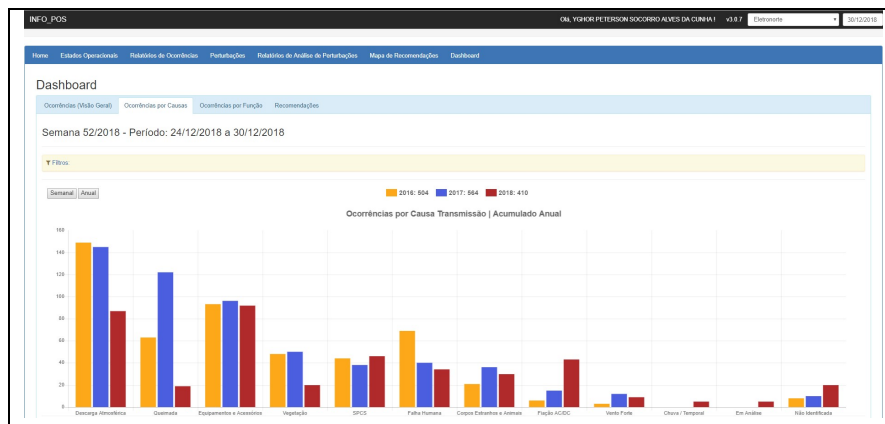 INFO_POS
Olá, YGHOR PETERSON SOCORRO ALVES DA CUNHA ! v3.0.7 Eletronorte 30/12/2018
Home Estados Operacionais Relatórios de Ocorrências Perturbações Relatórios de Análise de Perturbações Mapa de Recomendações Dashboard
Dashboard
Ocorrências (Visão Geral) Ocorrências por Causas Ocorrências por Função Recomendações
Semana 52/2018 - Período: 24/12/2018 a 30/12/2018
Filtros:
Semanal Anual
2016: 504 2017: 564 2018: 410
Ocorrências por Causa Transmissão | Acumulado Anual
160
140
120
100
80
60
40
20
0
Descarga Atmosférica Queimada Equipamentos e Acessórios Vegetação SPCS Falha Humana Corpos Estranhos e Animais Fiação AC/DC Vento Forte Chuva / Temporal Em Análise Não Identificada